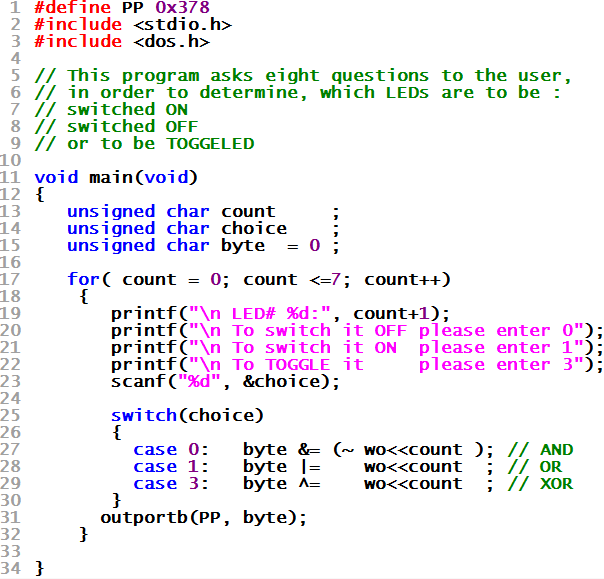 1 #define PP 0x378
2 #include <stdio.h>
3 #include <dos.h>
4
5 // This program asks eight questions to the user,
6 // in order to determine, which LEDs are to be :
7 // switched ON
8 // switched OFF
9 // or to be TOGGELED
10
11 void main(void)
12 {
13    unsigned char count     ;
14    unsigned char choice    ;
15    unsigned char byte  = 0 ;
16
17    for( count = 0; count <=7; count++)
18     {
19        printf("\n LED# %d:", count+1);
20        printf("\n To switch it OFF please enter 0");
21        printf("\n To switch it ON  please enter 1");
22        printf("\n To TOGGLE it     please enter 3");
23        scanf("%d", &choice);
24
25        switch(choice)
26        {
27          case 0:   byte &= (~ wo<<count ); // AND
28          case 1:   byte |=    wo<<count  ; // OR
29          case 3:   byte ^=    wo<<count  ; // XOR
30        }
31       outportb(PP, byte);
32     }
33
34 }